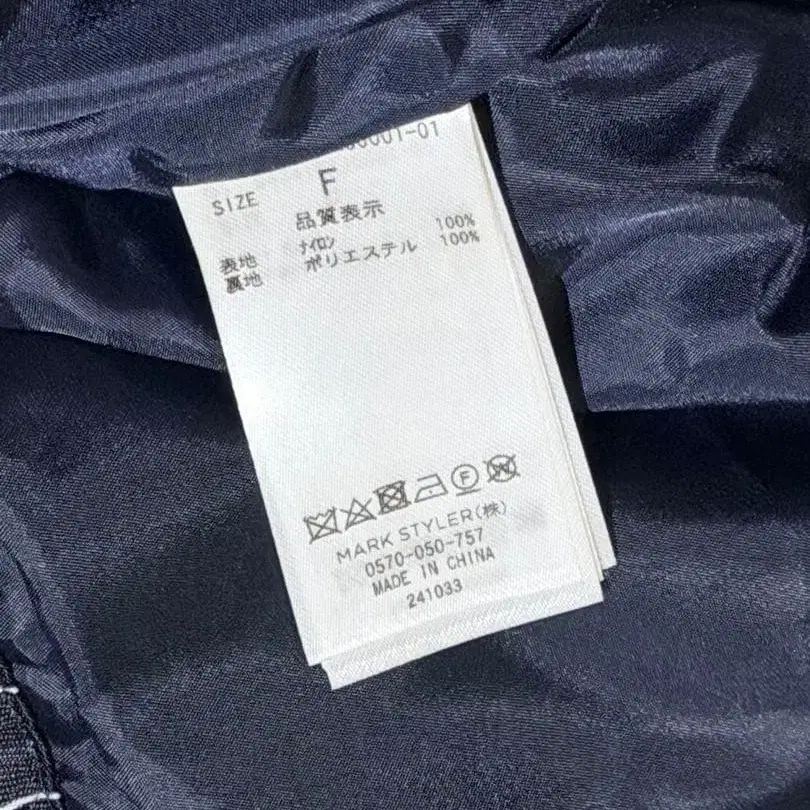 SIZE F
品質表示
表地 ナイロン 100%
裏地 ポリエステル 100%
MARK STYLER(株)
0570-050-757
MADE IN CHINA
241033